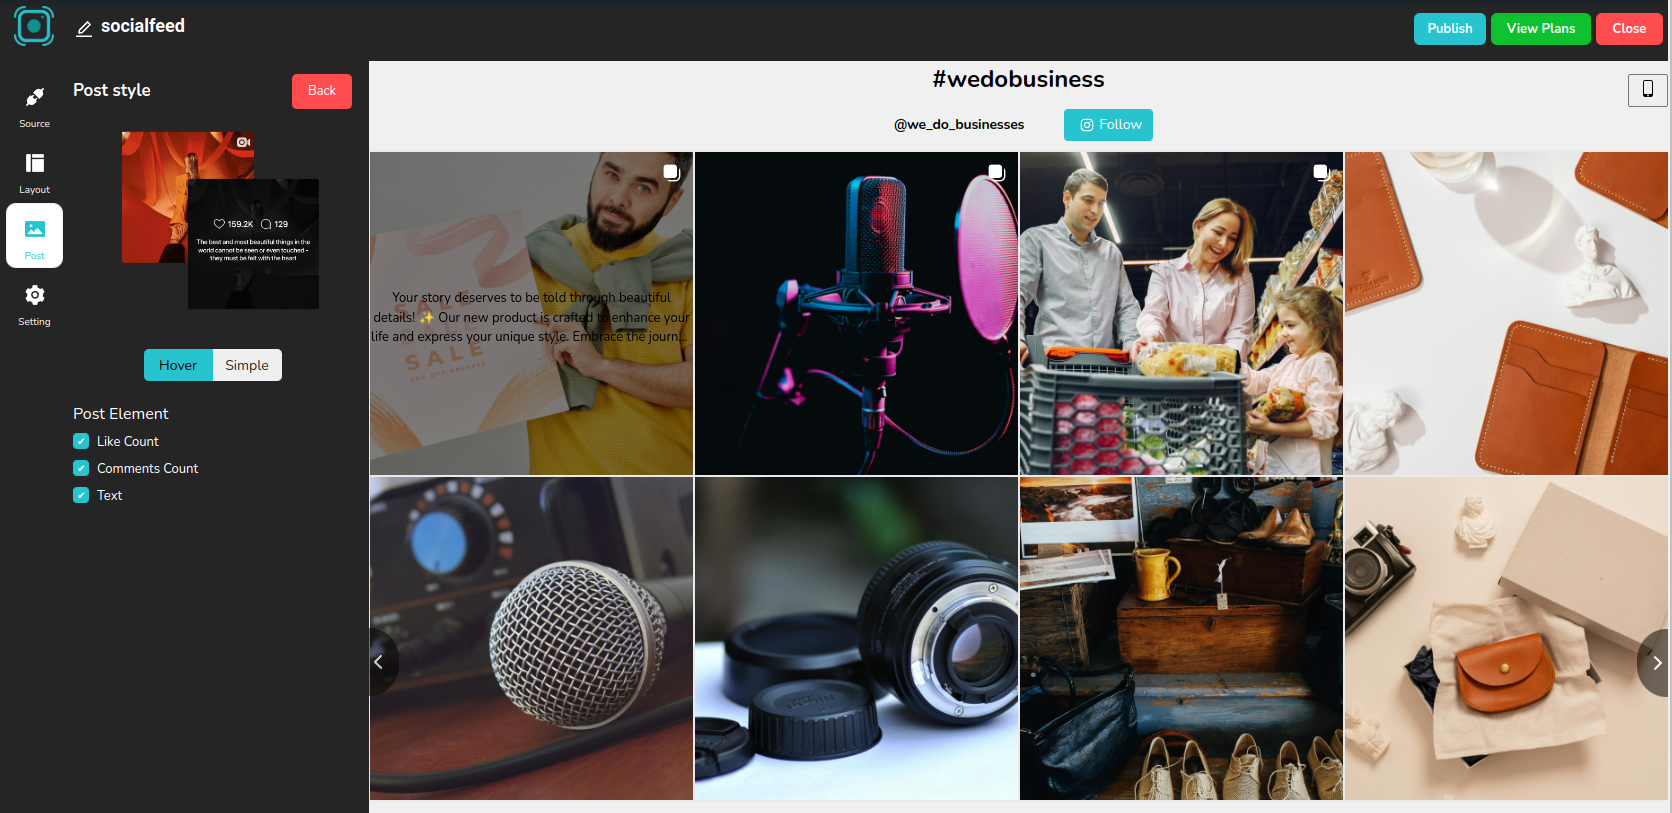 socialfeed
Publish
View Plans
Close
Source
Layout
Post
Setting
Post style
Back
159.2K
129
The best and most beautiful things in the
world cannot be seen or even touched -
they must be felt with the heart
Hover
Simple
Post Element
Like Count
Comments Count
Text
#wedobusiness
@we_do_businesses
Follow
Your story deserves to be told through beautiful
details! ✨ Our new product is crafted to enhance your
life and express your unique style. Embrace the journ...
SALE
SALE